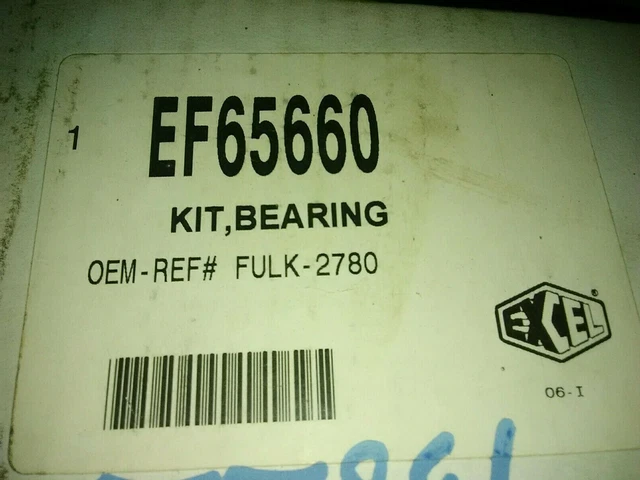 1
EF65660
KIT,BEARING
OEM-REF# FULK-2780
EXCEL®
06-I